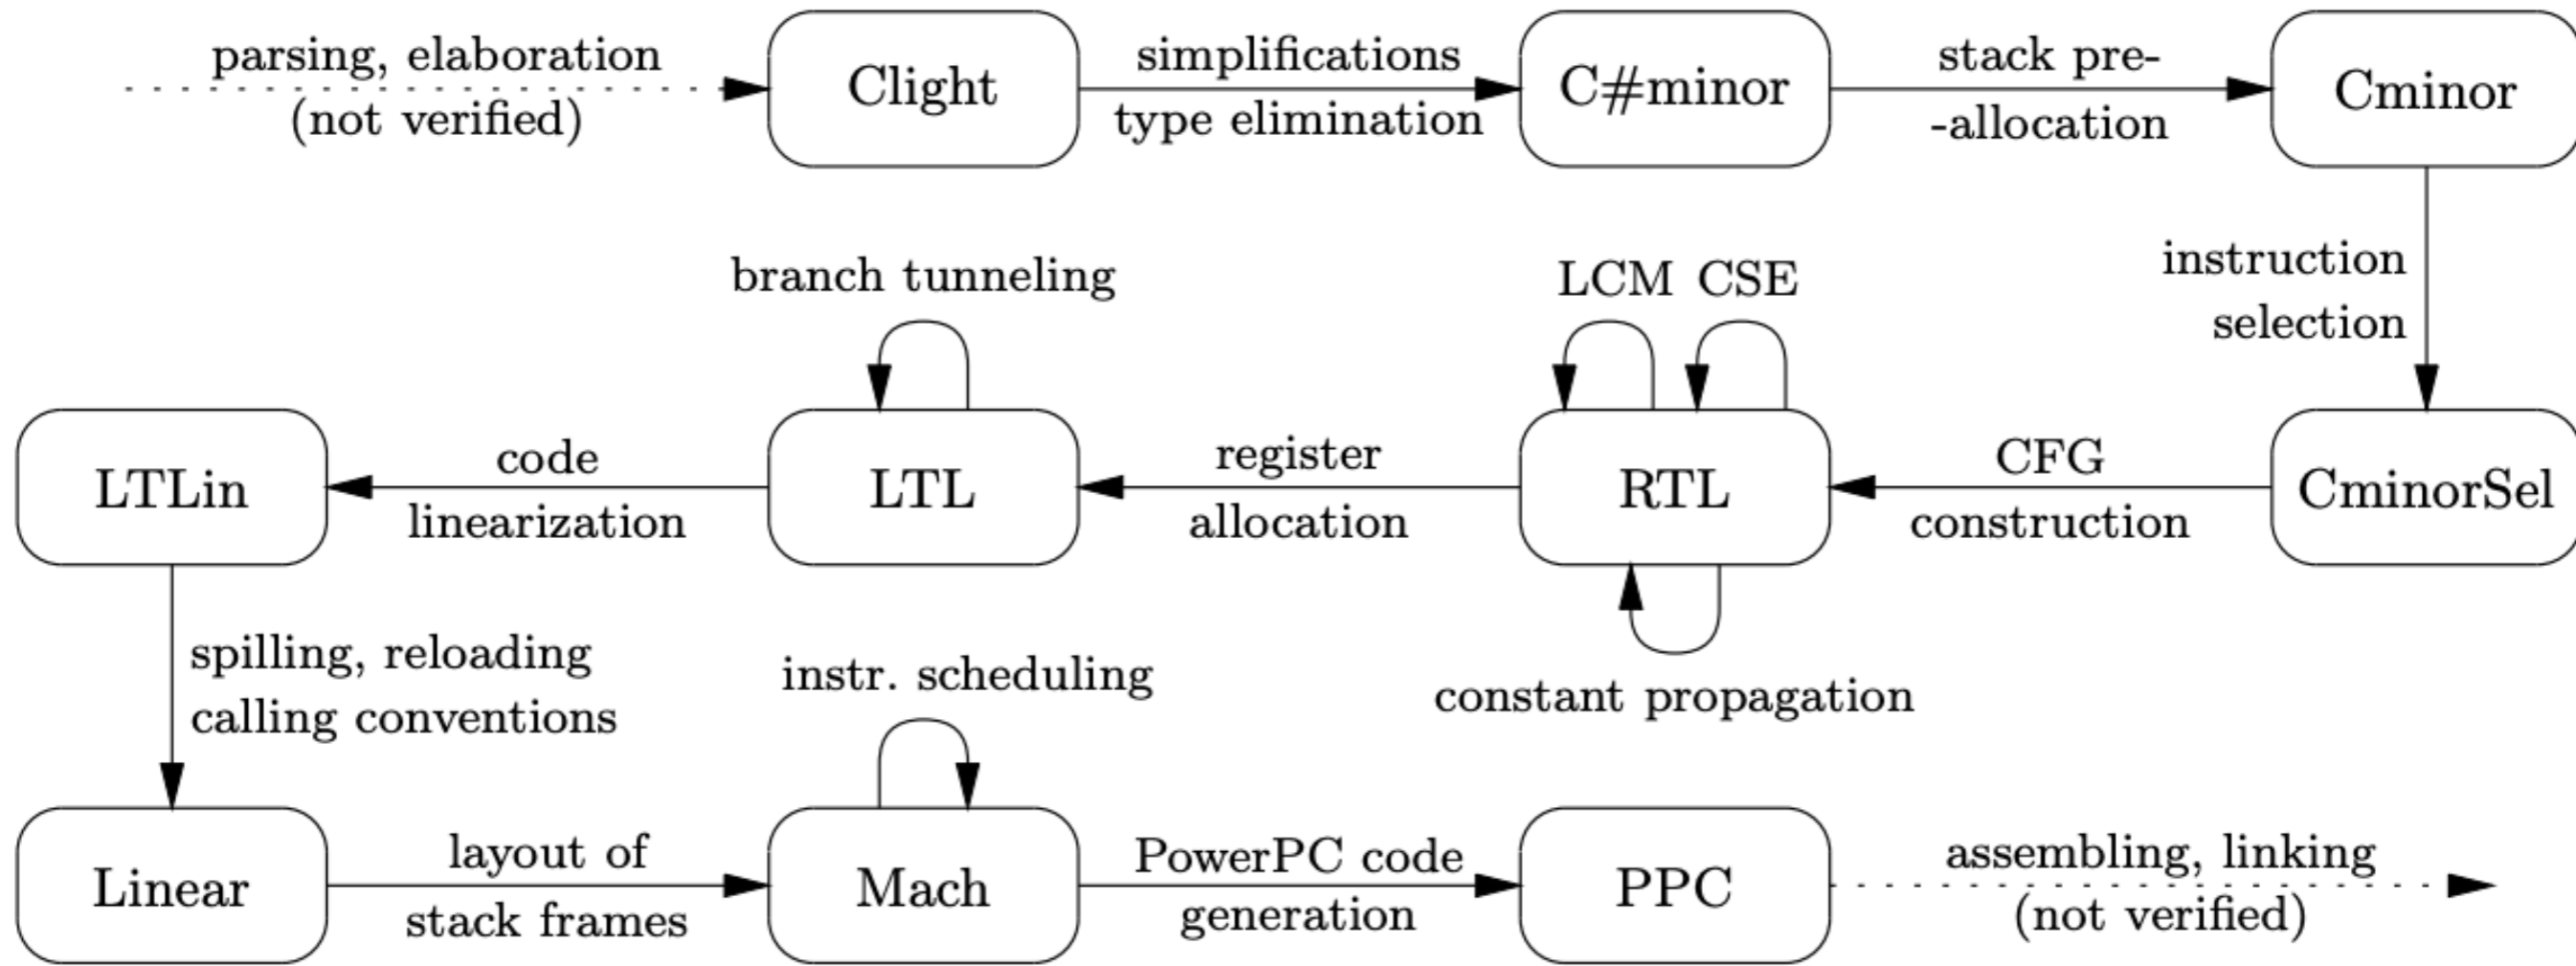 parsing, elaboration
(not verified)
Clight
simplifications
type elimination
C#minor
stack pre-
-allocation
Cminor
instruction
selection
branch tunneling
LCM CSE
LTLin
code
linearization
LTL
register
allocation
RTL
CFG
construction
CminorSel
spilling, reloading
calling conventions
instr. scheduling
constant propagation
Linear
layout of
stack frames
Mach
PowerPC code
generation
PPC
assembling, linking
(not verified)